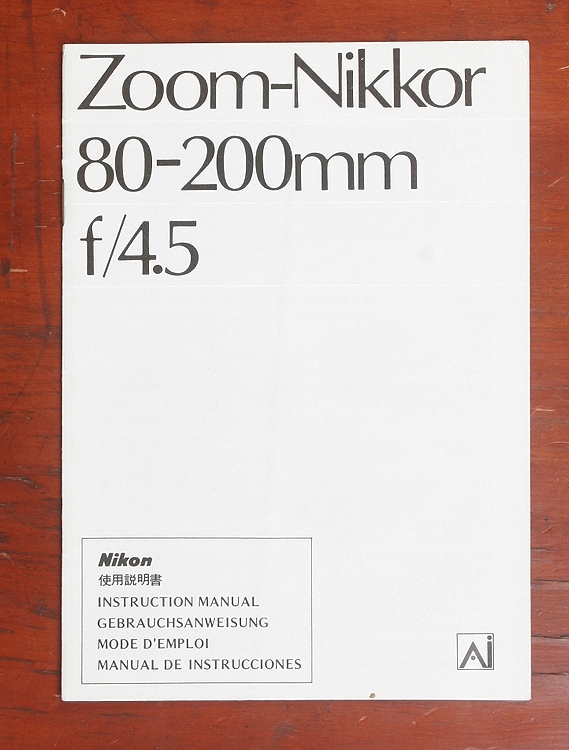 Zoom-Nikkor
80-200mm
f/4.5
Nikon
使用説明書
INSTRUCTION MANUAL
GEBRAUCHSANWEISUNG
MODE D'EMPLOI
MANUAL DE INSTRUCCIONES
Ai